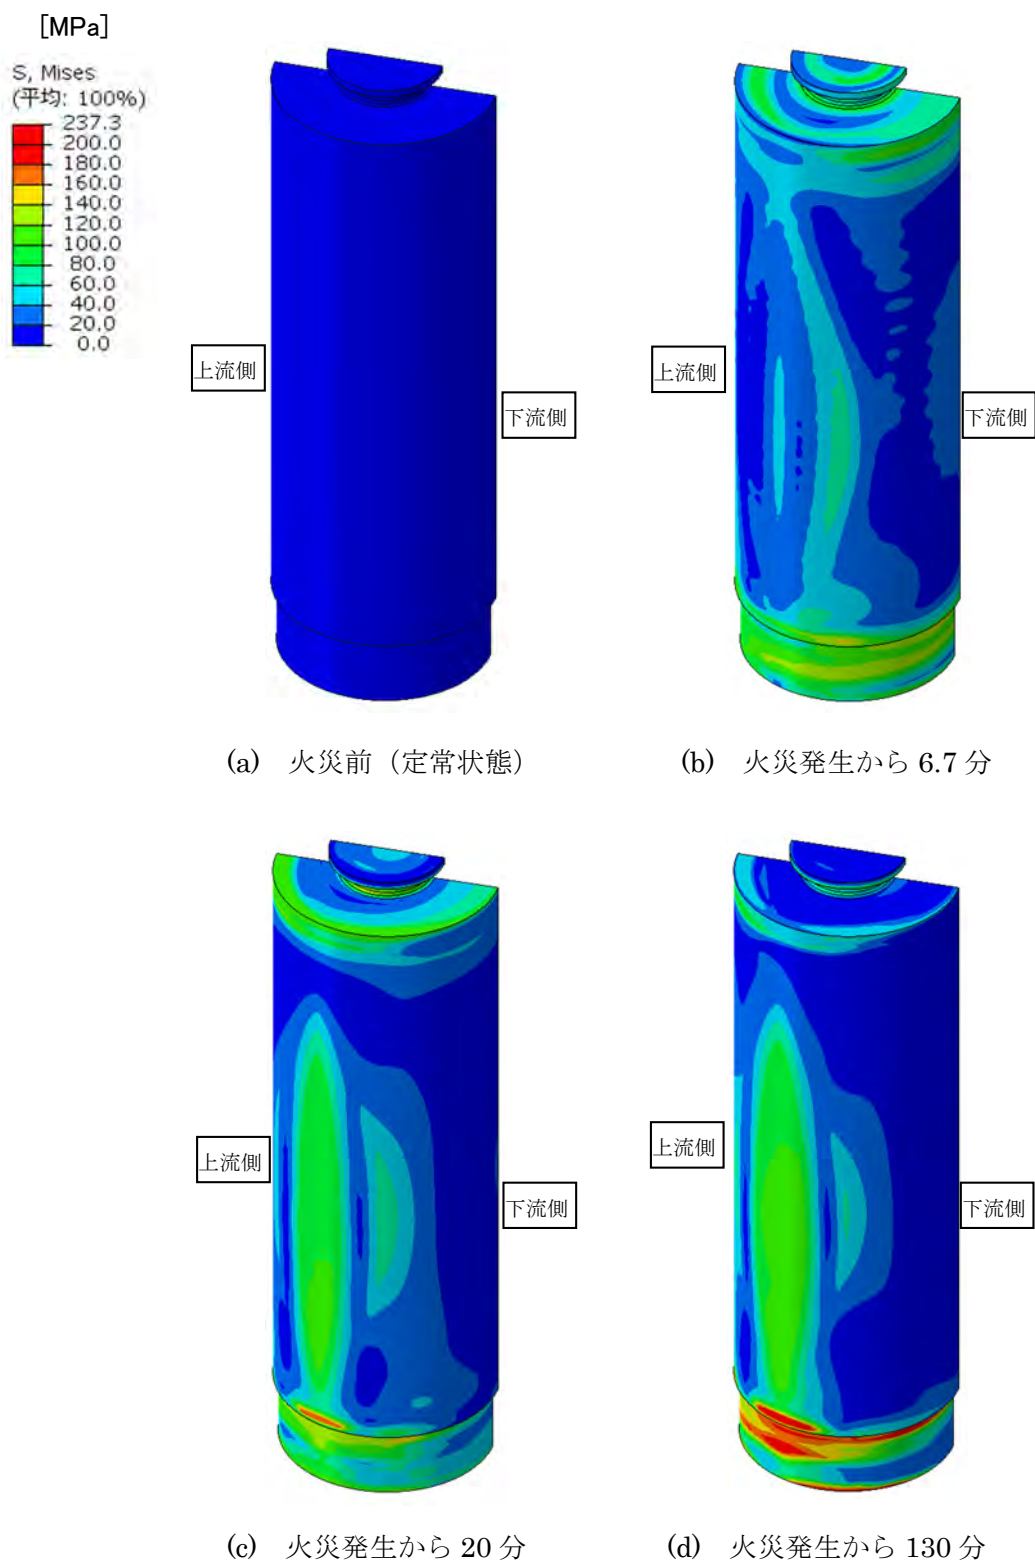 [MPa]
S, Mises
(平均: 100%)
237.3
200.0
180.0
160.0
140.0
120.0
100.0
80.0
60.0
40.0
20.0
0.0
上流側
下流側
上流側
下流側
(a) 火災前（定常状態）
(b) 火災発生から 6.7 分
上流側
下流側
上流側
下流側
(c) 火災発生から 20 分
(d) 火災発生から 130 分